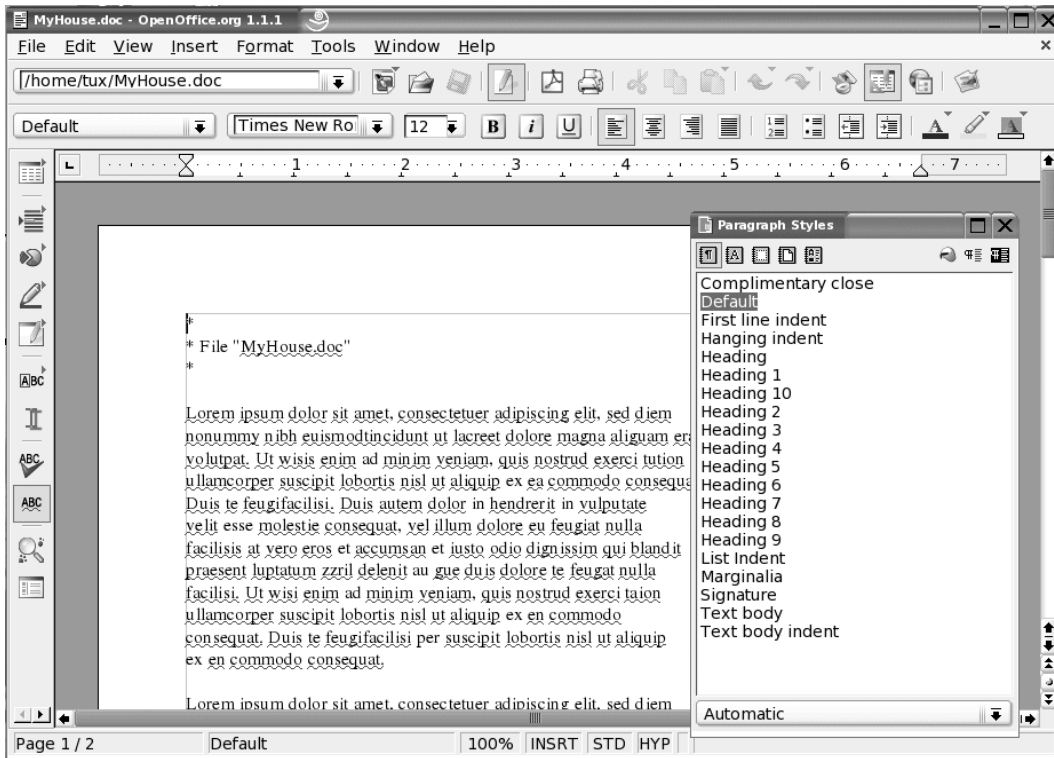 MyHouse.doc - OpenOffice.org 1.1.1
File Edit View Insert Format Tools Window Help
/home/tux/MyHouse.doc
Default Times New Ro 12 B i U
1 2 3 4 5 6 7
Paragraph Styles
Complimentary close
Default
First line indent
Hanging indent
Heading
Heading 1
Heading 10
Heading 2
Heading 3
Heading 4
Heading 5
Heading 6
Heading 7
Heading 8
Heading 9
List Indent
Marginalia
Signature
Text body
Text body indent
Automatic
*
* File "MyHouse.doc"
*
Lorem ipsum dolor sit amet, consectetuer adipiscing elit, sed diem
nonummy nibh euismodtincidunt ut lacreet dolore magna aliguam era
volutpat. Ut wisis enim ad minim veniam, quis nostrud exerci tution
ullamcorper suscipit lobortis nisl ut aliquip ex ea commodo consequa
Duis te feugifacilisi. Duis autem dolor in hendrerit in vulputate
velit esse molestie consequat, vel illum dolore eu feugiat nulla
facilisis at vero eros et accumsan et iusto odio dignissim qui blandit
praesent luptatum zzril delenit au gue duis dolore te feugat nulla
facilisi. Ut wisi enim ad minim veniam, quis nostrud exerci taion
ullamcorper suscipit lobortis nisl ut aliquip ex en commodo
consequat. Duis te feugifacilisi per suscipit lobortis nisl ut aliquip
ex en commodo consequat.
Lorem ipsum dolor sit amet, consectetuer adipiscing elit, sed diem
ABC
ABC
ABC
Page 1 / 2 Default 100% INSRT STD HYP